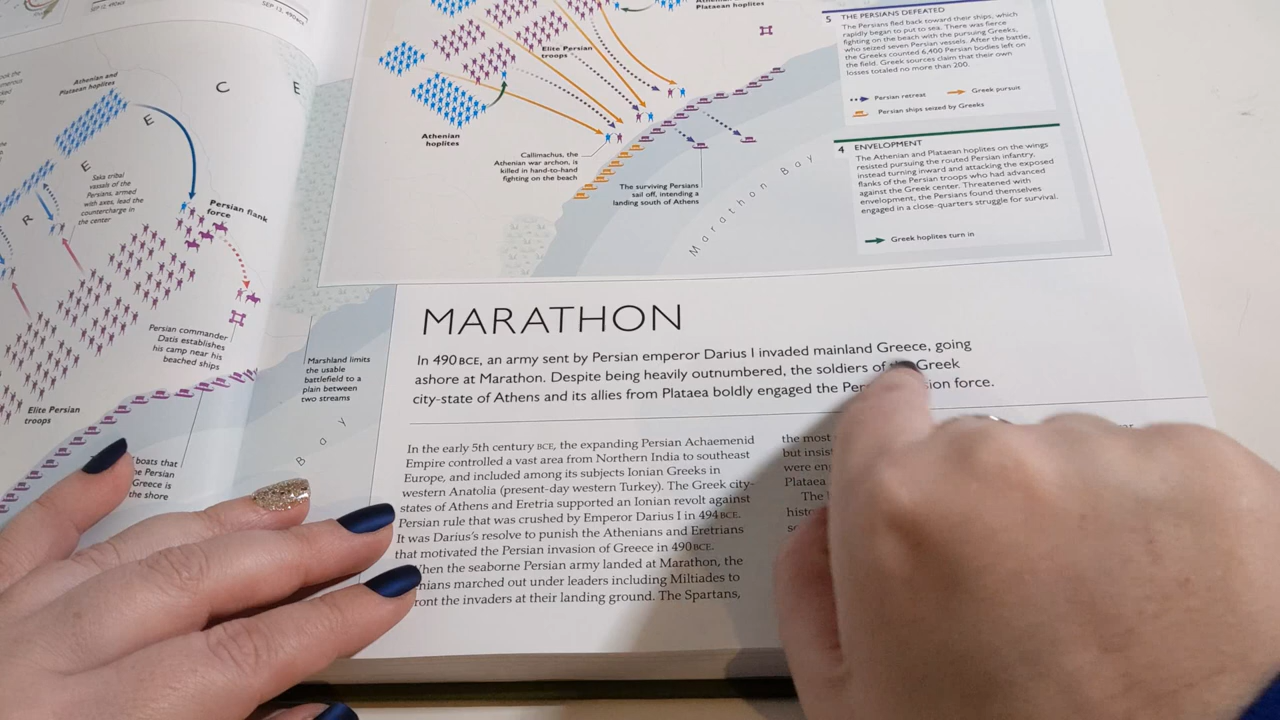 SEP 13, 490 BCE
Athenian and
Plataean hoplites
C
E
E
E
R
Saka tribal
vassals of the
Persians, armed
with axes, lead the
countercharge in
the center
Persian flank
force
Persian commander
Datis establishes
his camp near his
beached ships
Elite Persian
troops
boats that
Persian
Greece is
the shore
Marshland limits
the usable
battlefield to a
plain between
two streams
B a y
Plataean hoplites
Elite Persian
troops
Athenian
hoplites
Callimachus, the
Athenian war archon, is
killed in hand-to-hand
fighting on the beach
The surviving Persians
sail off, intending a
landing south of Athens
Marathon Bay
5 THE PERSIANS DEFEATED
The Persians fled back toward their ships, which
rapidly began to put to sea. There was fierce
fighting on the beach with the pursuing Greeks,
who seized seven Persian vessels. After the battle,
the Greeks counted 6,400 Persian bodies left on
the field. Greek sources claim that their own
losses totaled no more than 200.
Persian retreat
Greek pursuit
Persian ships seized by Greeks
4 ENVELOPMENT
The Athenian and Plataean hoplites on the wings
resisted pursuing the routed Persian infantry,
instead turning inward and attacking the exposed
flanks of the Persian troops who had advanced
against the Greek center. Threatened with
envelopment, the Persians found themselves
engaged in a close-quarters struggle for survival.
Greek hoplites turn in
MARATHON
In 490 BCE, an army sent by Persian emperor Darius I invaded mainland Greece, going
ashore at Marathon. Despite being heavily outnumbered, the soldiers of Greek
city-state of Athens and its allies from Plataea boldly engaged the force.
In the early 5th century BCE, the expanding Persian Achaemenid
Empire controlled a vast area from Northern India to southeast
Europe, and included among its subjects Ionian Greeks in
western Anatolia (present-day western Turkey). The Greek city-
states of Athens and Eretria supported an Ionian revolt against
Persian rule that was crushed by Emperor Darius I in 494 BCE.
It was Darius's resolve to punish the Athenians and Eretrians
that motivated the Persian invasion of Greece in 490 BCE.
When the seaborne Persian army landed at Marathon, the
marched out under leaders including Miltiades to
the invaders at their landing ground. The Spartans,
the most
but insist
were
Plataea
The